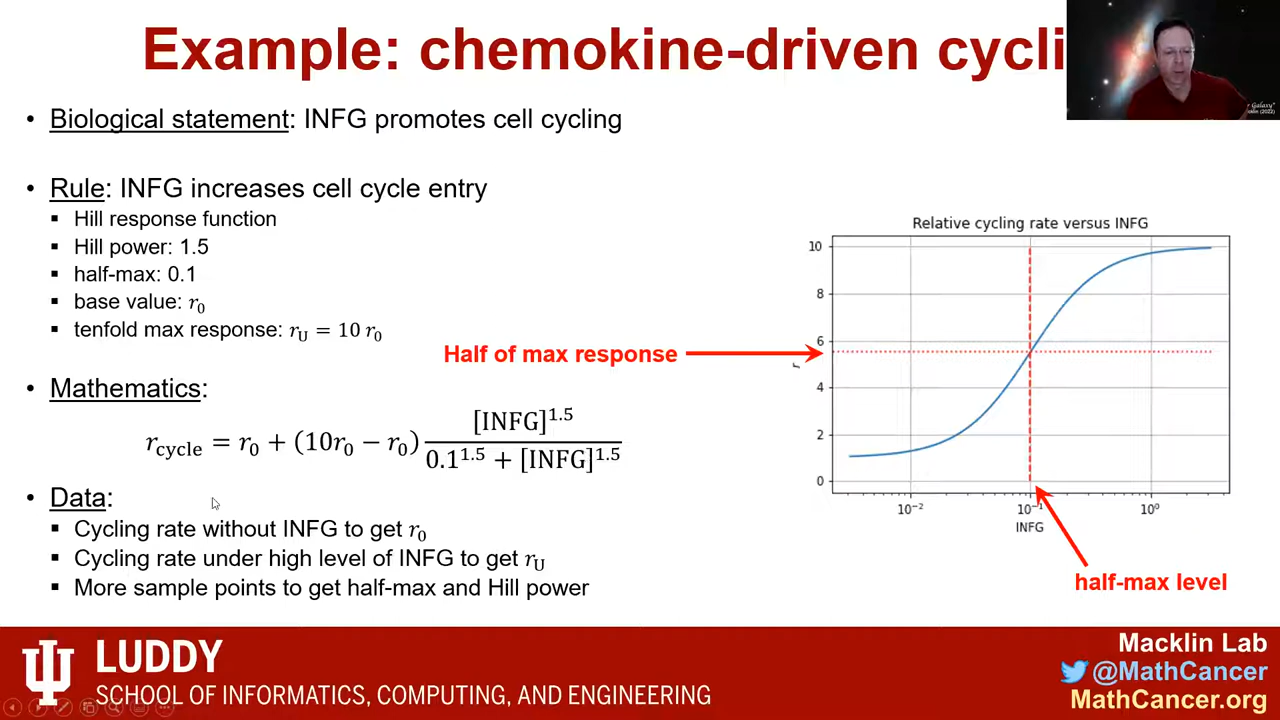 Example: chemokine-driven cycli
Galaxy"
(2022)
• Biological statement: INFG promotes cell cycling
• Rule: INFG increases cell cycle entry
▪ Hill response function
▪ Hill power: 1.5
▪ half-max: 0.1
▪ base value: r₀
▪ tenfold max response: r_U = 10 r₀
• Mathematics:
r_cycle = r₀ + (10r₀ − r₀) [INFG]^1.5 / (0.1^1.5 + [INFG]^1.5)
• Data:
▪ Cycling rate without INFG to get r₀
▪ Cycling rate under high level of INFG to get r_U
▪ More sample points to get half-max and Hill power
Relative cycling rate versus INFG
10
8
6
4
2
0
r
10⁻² 10⁻¹ 10⁰
INFG
Half of max response
half-max level
LUDDY
SCHOOL OF INFORMATICS, COMPUTING, AND ENGINEERING
Macklin Lab
@MathCancer
MathCancer.org